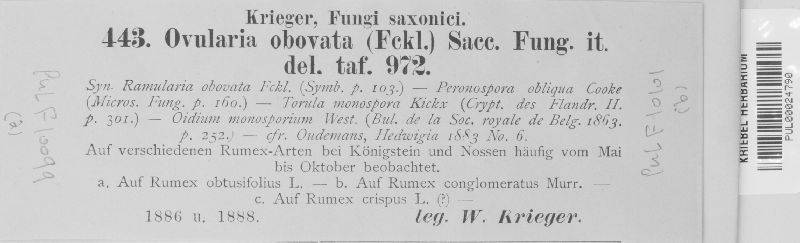 Krieger, Fungi saxonici.
443. Ovularia obovata (Fckl.) Sacc. Fung. it.
del. taf. 972.
Syn. Ramularia obovata Fckl. (Symb. p. 103.) — Peronospora obliqua Cooke
(Micros. Fung. p. 160.) — Torula monospora Kickx (Crypt. des Flandr. II.
p. 301.) — Oidium monosporium West. (Bul. de la Soc. royale de Belg. 1863.
p. 252.) — cfr. Oudemans, Hedwigia 1883 No. 6.
Auf verschiedenen Rumex-Arten bei Königstein und Nossen häufig vom Mai
bis Oktober beobachtet.
a. Auf Rumex obtusifolius L. — b. Auf Rumex conglomeratus Murr. —
c. Auf Rumex crispus L. (?) —
1886 u. 1888. leg. W. Krieger.
PUL F10099
(a)
PUL F10101
(b)
KRIEBEL HERBARIUM
PUL00024790